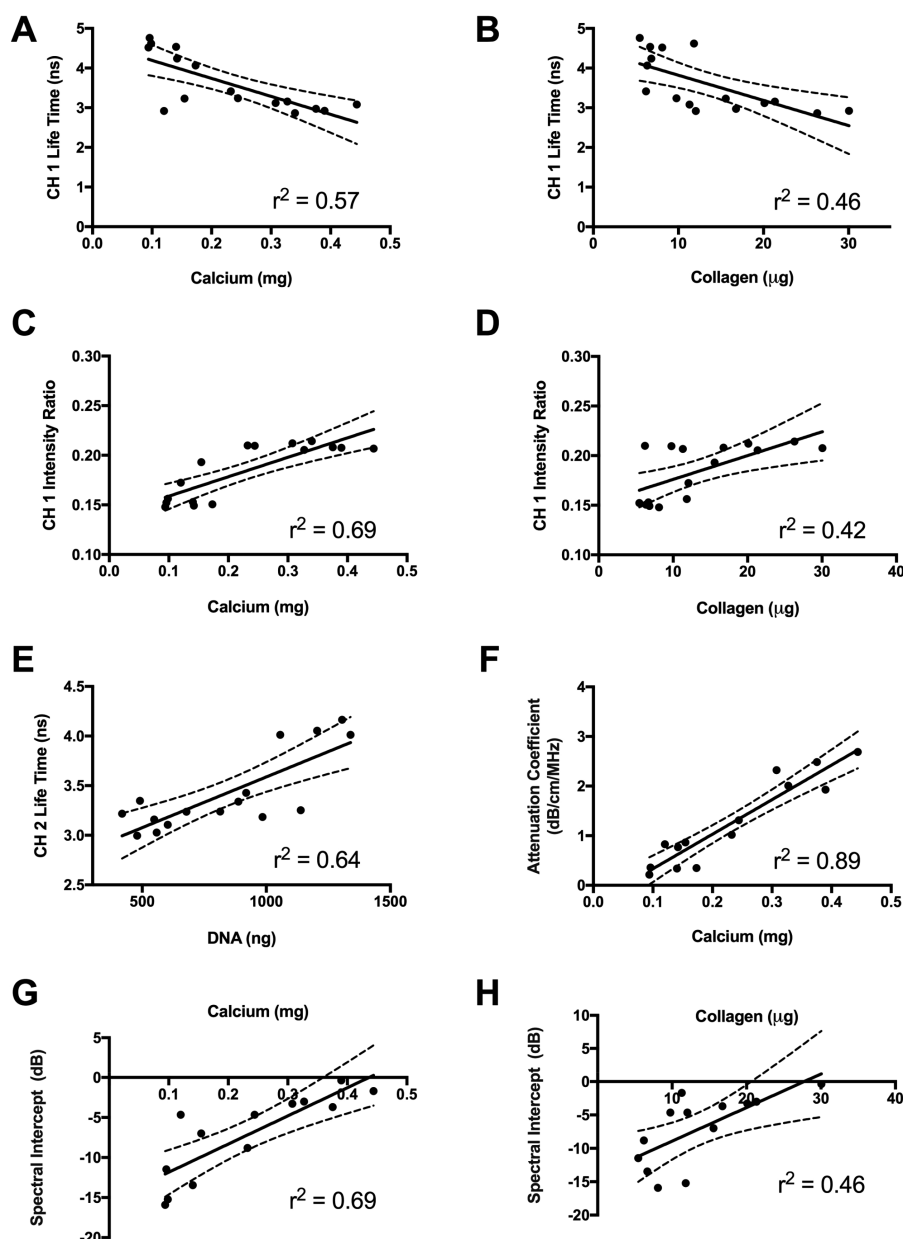 A
B
5
4
3
2
1
0
CH 1 Life Time (ns)
r² = 0.57
0.0 0.1 0.2 0.3 0.4 0.5
Calcium (mg)
5
4
3
2
1
0
CH 1 Life Time (ns)
r² = 0.46
0 10 20 30
Collagen (μg)
C
D
0.30
0.25
0.20
0.15
0.10
CH 1 Intensity Ratio
r² = 0.69
0.0 0.1 0.2 0.3 0.4 0.5
Calcium (mg)
0.30
0.25
0.20
0.15
0.10
CH 1 Intensity Ratio
r² = 0.42
0 10 20 30 40
Collagen (μg)
E
F
4.5
4.0
3.5
3.0
2.5
CH 2 Life Time (ns)
r² = 0.64
500 1000 1500
DNA (ng)
4
3
2
1
0
Attenuation Coefficient
(dB/cm/MHz)
r² = 0.89
0.0 0.1 0.2 0.3 0.4 0.5
Calcium (mg)
G
H
Calcium (mg)
5
0
-5
-10
-15
-20
Spectral Intercept (dB)
0.1 0.2 0.3 0.4 0.5
r² = 0.69
Collagen (μg)
10
5
0
-5
-10
-15
-20
Spectral Intercept (dB)
10 20 30 40
r² = 0.46